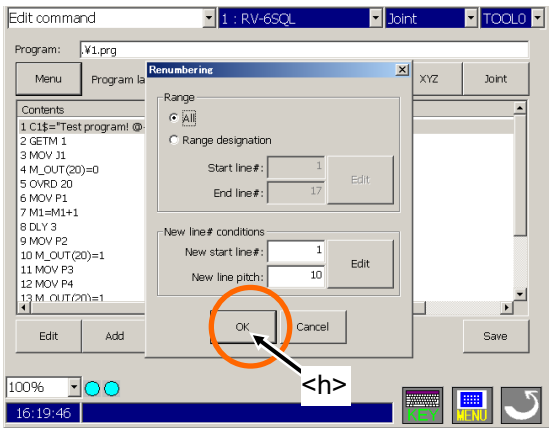 Edit command 1 : RV-6SQL Joint TOOL0
Program: .¥1.prg
Menu Program la XYZ Joint
Contents
1 C1$="Test program! @
2 GETM 1
3 MOV J1
4 M_OUT(20)=0
5 OVRD 20
6 MOV P1
7 M1=M1+1
8 DLY 3
9 MOV P2
10 M_OUT(20)=1
11 MOV P3
12 MOV P4
13 M_OUT(20)=1
Renumbering
Range
All
Range designation
Start line#: 1
End line#: 17
Edit
New line# conditions
New start line#: 1
New line pitch: 10
Edit
OK Cancel
Edit Add Save
<h>
100%
16:19:46 KEY MENU